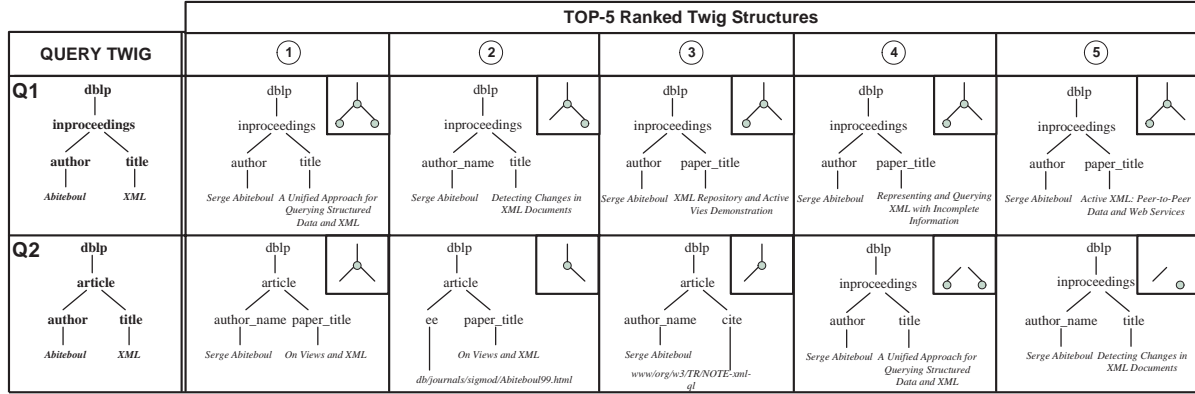 TOP-5 Ranked Twig Structures
QUERY TWIG
1
2
3
4
5
Q1
dblp
inproceedings
author title
Abiteboul XML
dblp
inproceedings
author title
Serge Abiteboul A Unified Approach for
Querying Structured
Data and XML
dblp
inproceedings
author_name title
Serge Abiteboul Detecting Changes in
XML Documents
dblp
inproceedings
author paper_title
Serge Abiteboul XML Repository and Active
Vies Demonstration
dblp
inproceedings
author paper_title
Serge Abiteboul Representing and Querying
XML with Incomplete
Information
dblp
inproceedings
author paper_title
Serge Abiteboul Active XML: Peer-to-Peer
Data and Web Services
Q2
dblp
article
author title
Abiteboul XML
dblp
article
author_name paper_title
Serge Abiteboul On Views and XML
dblp
article
ee paper_title
On Views and XML
db/journals/sigmod/Abiteboul99.html
dblp
article
author_name cite
Serge Abiteboul
www/org/w3/TR/NOTE-xml-
ql
dblp
inproceedings
author title
Serge Abiteboul A Unified Approach for
Querying Structured
Data and XML
dblp
inproceedings
author_name title
Serge Abiteboul Detecting Changes in
XML Documents